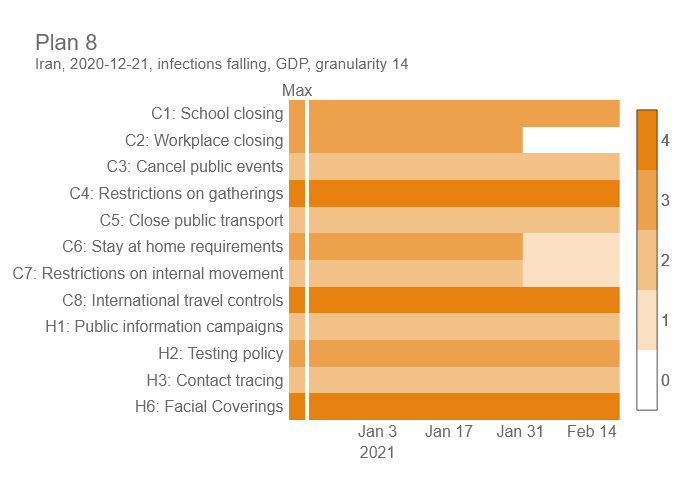 Plan 8
Iran, 2020-12-21, infections falling, GDP, granularity 14
Max
C1: School closing
C2: Workplace closing
C3: Cancel public events
C4: Restrictions on gatherings
C5: Close public transport
C6: Stay at home requirements
C7: Restrictions on internal movement
C8: International travel controls
H1: Public information campaigns
H2: Testing policy
H3: Contact tracing
H6: Facial Coverings
Jan 3 Jan 17 Jan 31 Feb 14
2021
4
3
2
1
0